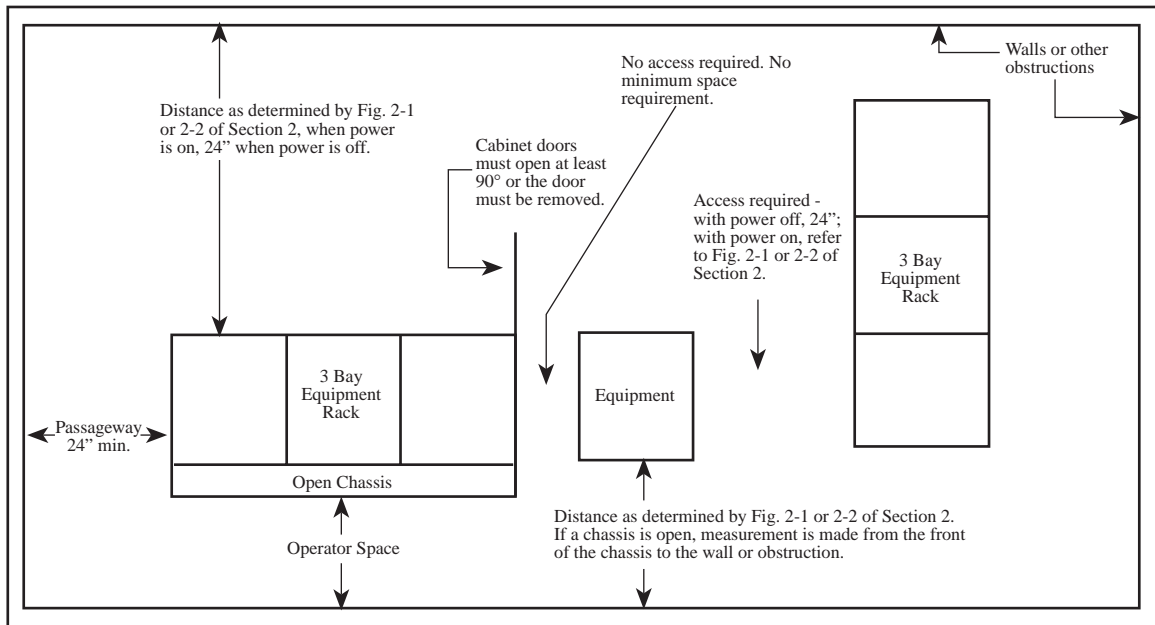 Walls or other
obstructions
No access required. No
minimum space
requirement.
Distance as determined by Fig. 2-1
or 2-2 of Section 2, when power
is on, 24” when power is off.
Cabinet doors
must open at least
90° or the door
must be removed.
Access required -
with power off, 24”;
with power on, refer
to Fig. 2-1 or 2-2 of
Section 2.
3 Bay
Equipment
Rack
3 Bay
Equipment
Rack
Equipment
Passageway
24” min.
Open Chassis
Operator Space
Distance as determined by Fig. 2-1 or 2-2 of Section 2.
If a chassis is open, measurement is made from the front
of the chassis to the wall or obstruction.